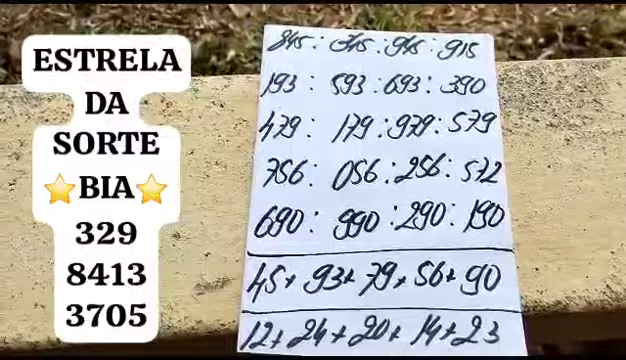 ESTRELA
DA
SORTE
⭐BIA⭐
329
8413
3705
845: 345: 945: 915
193: 593: 693: 390
479: 179: 979: 579
756: 056: 256: 572
690: 990: 290: 190
45+ 93+ 79+ 56+ 90
12+ 24+ 20+ 14+ 23